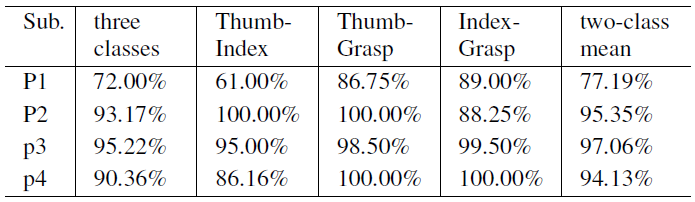 Sub. three classes Thumb-Index Thumb-Grasp Index-Grasp two-class mean
P1 72.00% 61.00% 86.75% 89.00% 77.19%
P2 93.17% 100.00% 100.00% 88.25% 95.35%
p3 95.22% 95.00% 98.50% 99.50% 97.06%
p4 90.36% 86.16% 100.00% 100.00% 94.13%